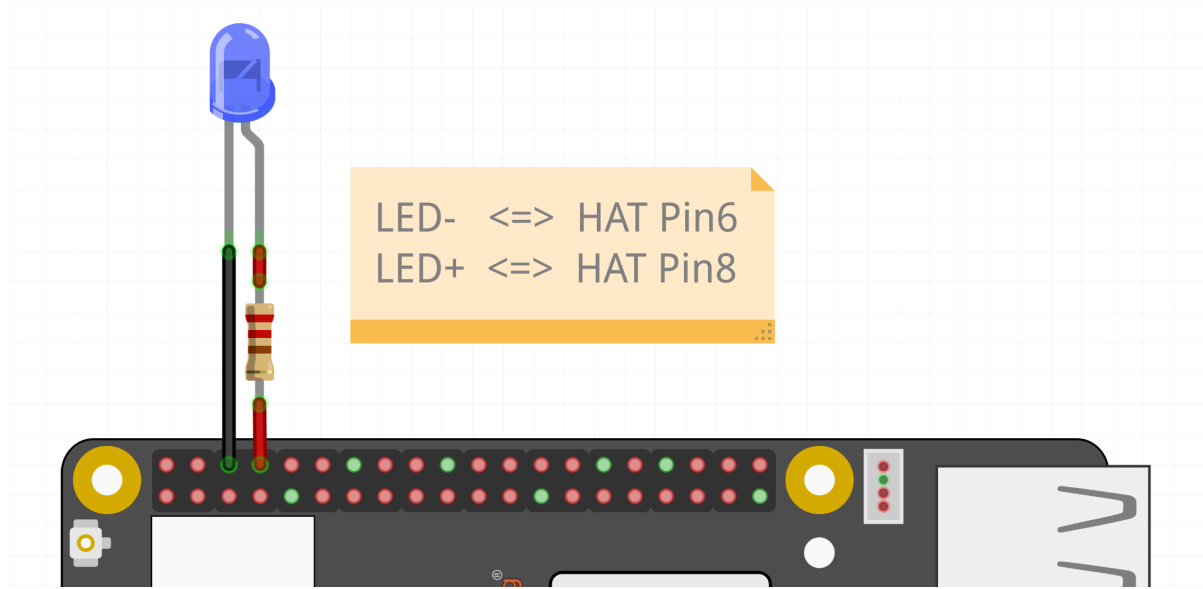 LED- <=> HAT Pin6
LED+ <=> HAT Pin8
®